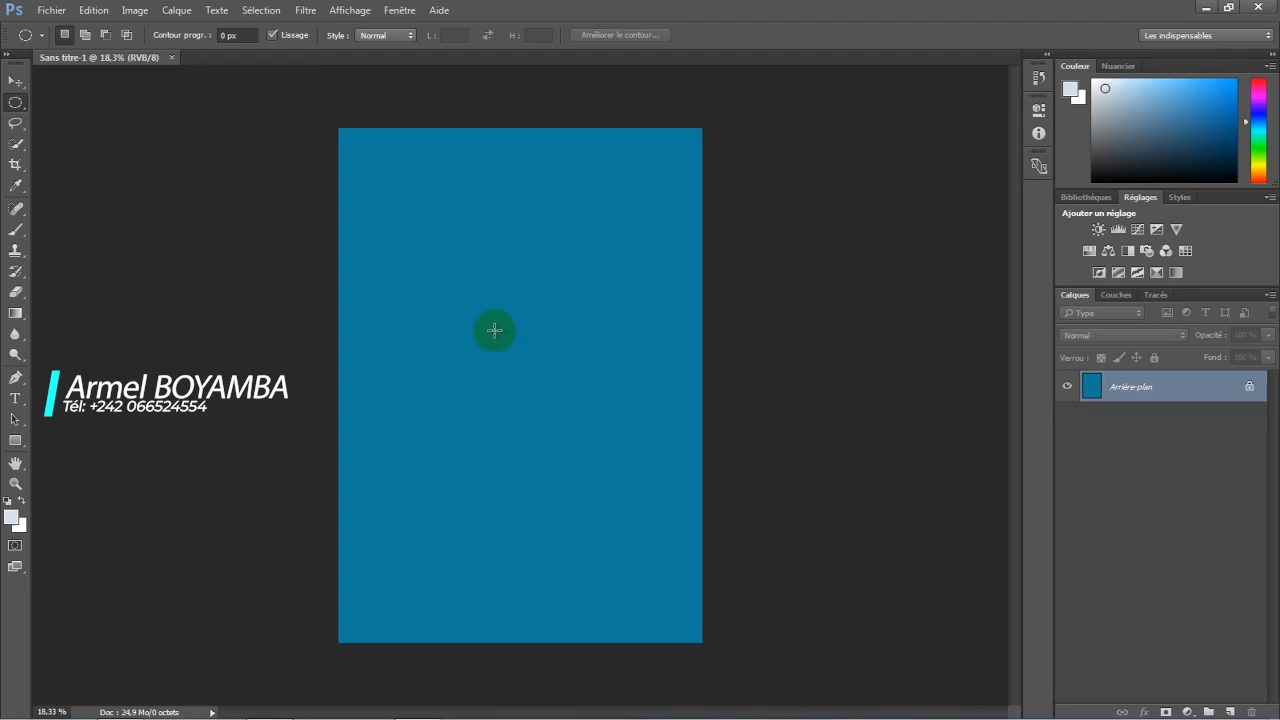 Ps Fichier Edition Image Calque Texte Sélection Filtre Affichage Fenêtre Aide
Contour progr. : 0 px Lissage Style : Normal L : H : Améliorer le contour... Les indispensables
Sans titre-1 @ 18,3% (RVB/8)
Couleur Nuancier
Bibliothèques Réglages Styles
Ajouter un réglage
Calques Couches Tracés
Type
Normal Opacité : 100 %
Verrou : Fond : 100 %
Arrière-plan
Armel BOYAMBA
Tél: +242 066524554
18,33 % Doc : 24,9 Mo/0 octets